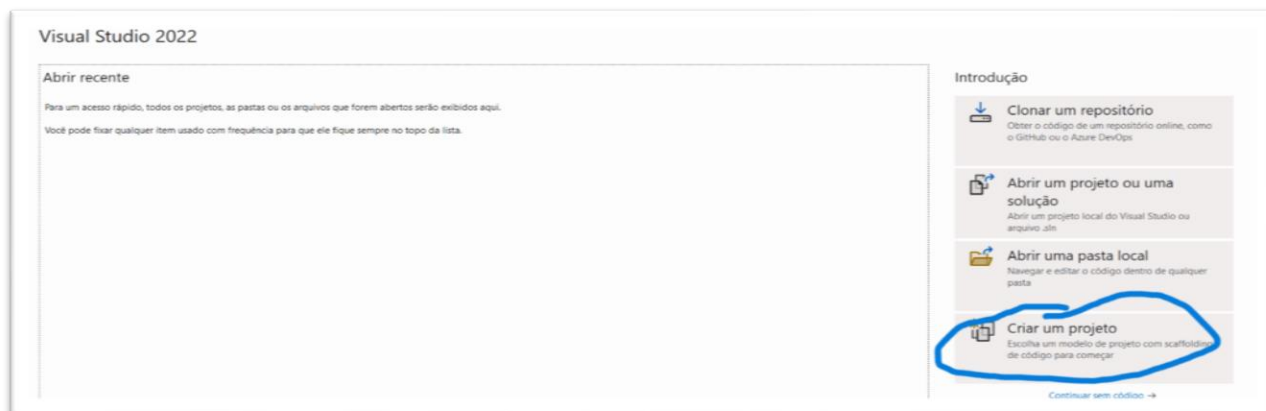 Visual Studio 2022
Abrir recente
Para um acesso rápido, todos os projetos, as pastas ou os arquivos que forem abertos serão exibidos aqui.
Você pode fixar qualquer item usado com frequência para que ele fique sempre no topo da lista.
Introdução
Clonar um repositório
Obter o código de um repositório online, como
o GitHub ou o Azure DevOps
Abrir um projeto ou uma
solução
Abrir um projeto local do Visual Studio ou
arquivo .sln
Abrir uma pasta local
Navegar e editar o código dentro de qualquer
pasta
Criar um projeto
Escolha um modelo de projeto com scaffolding
de código para começar
Continuar sem código →